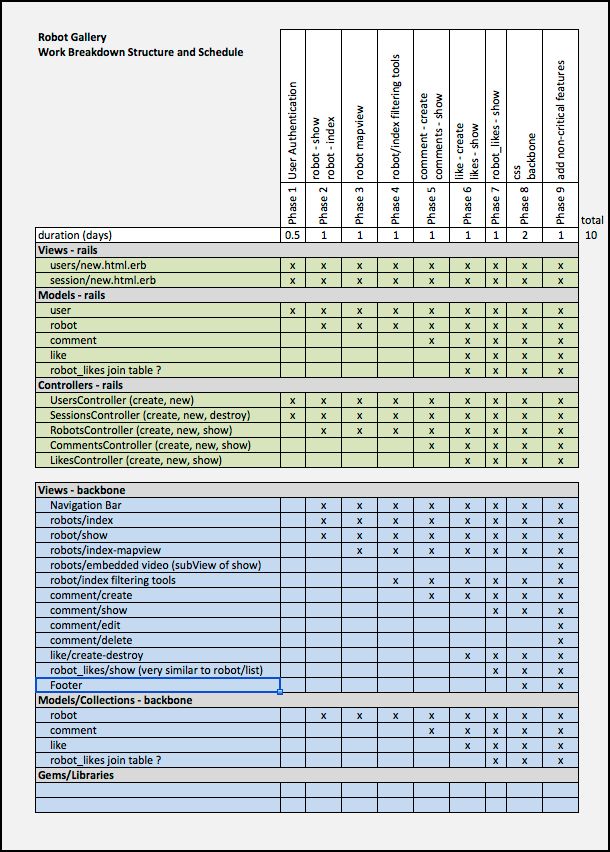 Robot Gallery
Work Breakdown Structure and Schedule
Phase 1 User Authentication
Phase 2 robot - show
robot - index
Phase 3 robot mapview
Phase 4 robot/index filtering tools
Phase 5 comment - create
comments - show
Phase 6 like - create
likes - show
Phase 7 robot_likes - show
Phase 8 css
backbone
Phase 9 add non-critical features
total
duration (days) 0.5 1 1 1 1 1 1 2 1 10
Views - rails
users/new.html.erb x x x x x x x x x
session/new.html.erb x x x x x x x x x
Models - rails
user x x x x x x x x x
robot x x x x x x x x
comment x x x x x
like x x x x
robot_likes join table ? x x x x
Controllers - rails
UsersController (create, new) x x x x x x x x x
SessionsController (create, new, destroy) x x x x x x x x x
RobotsController (create, new, show) x x x x x x x x
CommentsController (create, new, show) x x x x x
LikesController (create, new, show) x x x x
Views - backbone
Navigation Bar x x x x x x x x
robots/index x x x x x x x x
robot/show x x x x x x x x
robots/index-mapview x x x x x x x
robots/embedded video (subView of show) x
robot/index filtering tools x x x x x x
comment/create x x x x x
comment/show x x x
comment/edit x
comment/delete x
like/create-destroy x x x x
robot_likes/show (very similar to robot/list) x x x
Footer x x
Models/Collections - backbone
robot x x x x x x x x
comment x x x x x
like x x x x
robot_likes join table ? x x x
Gems/Libraries